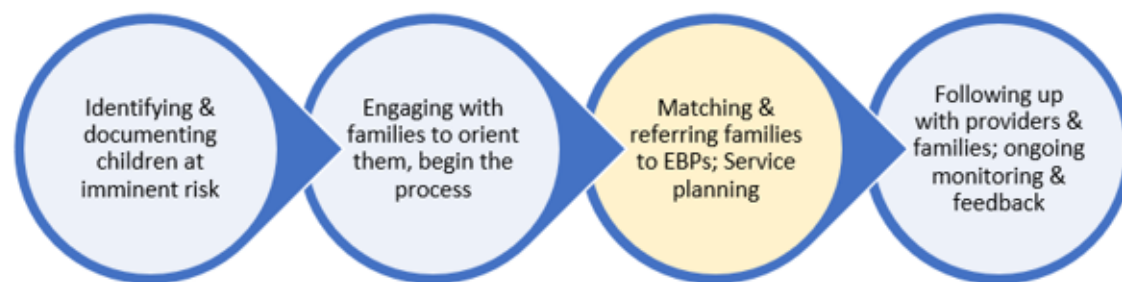 Identifying &
documenting
children at
imminent risk
Engaging with
families to orient
them, begin the
process
Matching &
referring families
to EBPs; Service
planning
Following up
with providers &
families; ongoing
monitoring &
feedback